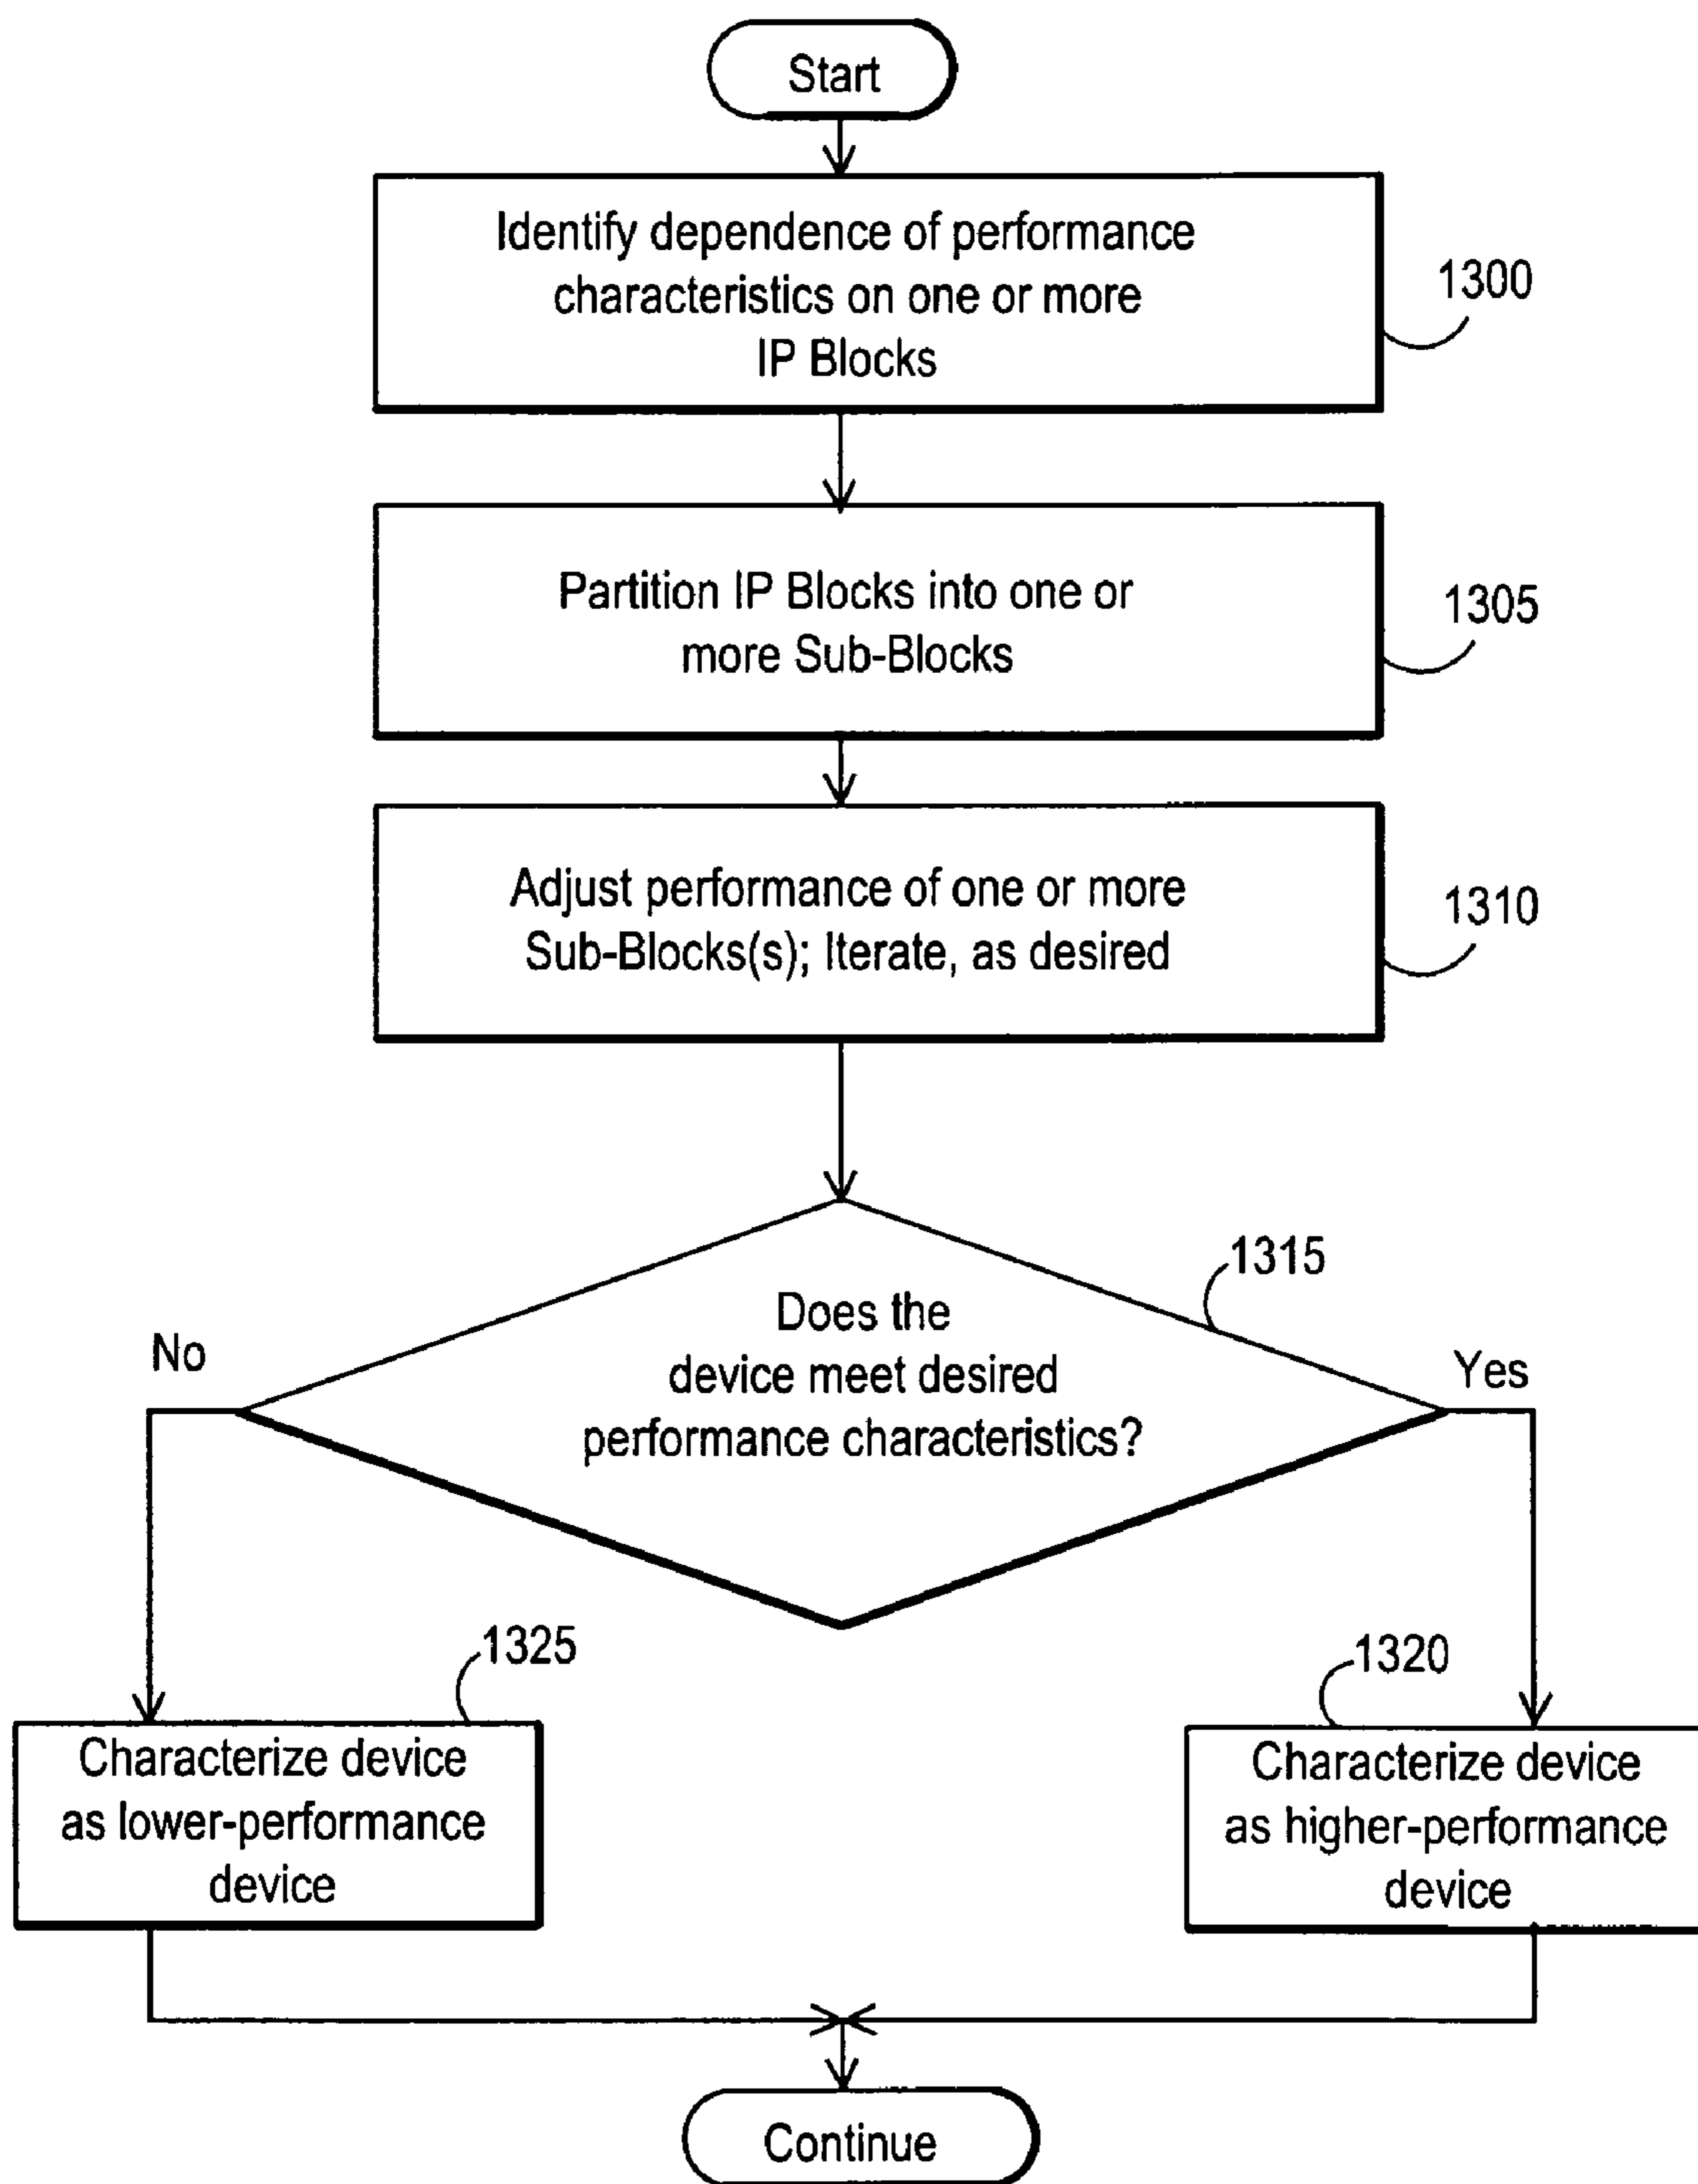 Start
Identify dependence of performance
characteristics on one or more
IP Blocks
1300
Partition IP Blocks into one or
more Sub-Blocks
1305
Adjust performance of one or more
Sub-Blocks(s); Iterate, as desired
1310
Does the
device meet desired
performance characteristics?
1315
No
Yes
1325
Characterize device
as lower-performance
device
1320
Characterize device
as higher-performance
device
Continue